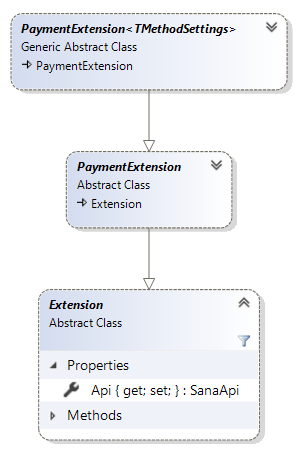 PaymentExtension<TMethodSettings>
Generic Abstract Class
PaymentExtension
PaymentExtension
Abstract Class
Extension
Extension
Abstract Class
Properties
Api { get; set; } : SanaApi
Methods